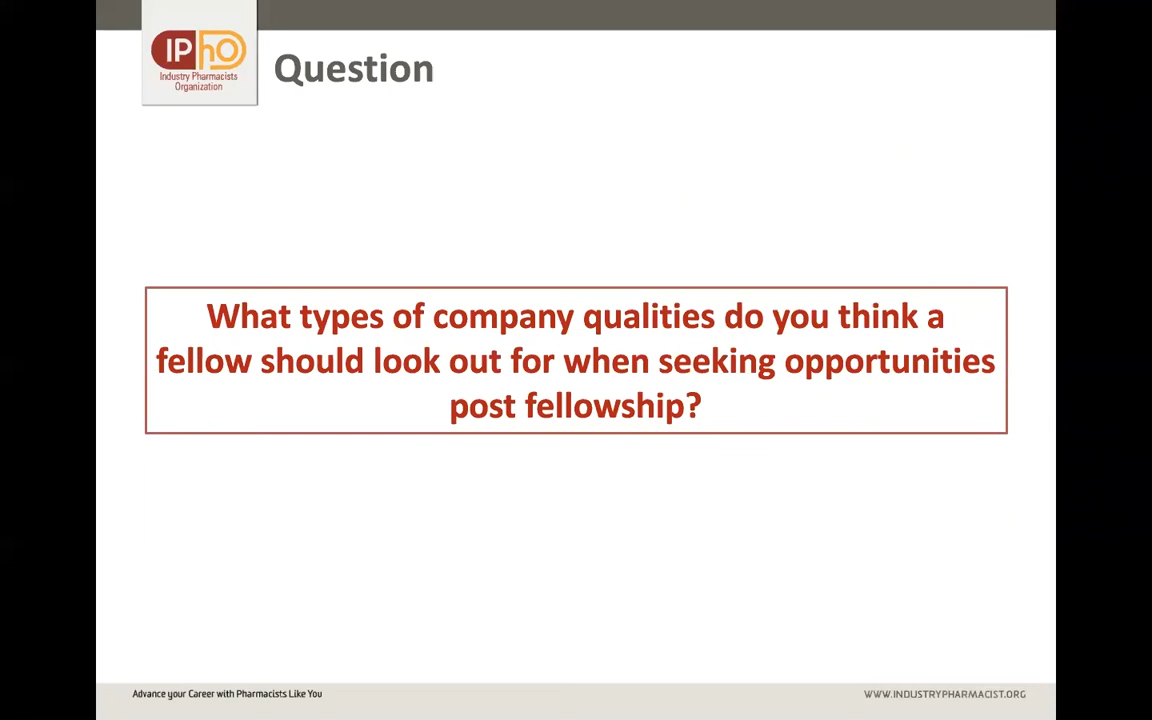 IPhO
Industry Pharmacists
Organization
Question
What types of company qualities do you think a
fellow should look out for when seeking opportunities
post fellowship?
Advance your Career with Pharmacists Like You
WWW.INDUSTRYPHARMACIST.ORG